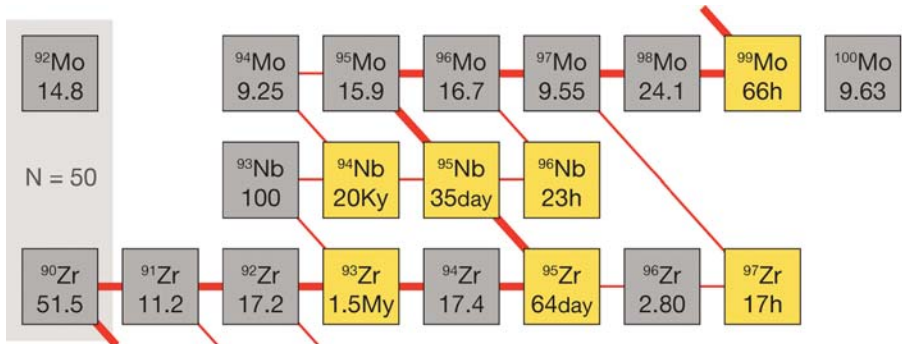 ⁹²Mo ⁹⁴Mo ⁹⁵Mo ⁹⁶Mo ⁹⁷Mo ⁹⁸Mo ⁹⁹Mo ¹⁰⁰Mo
14.8 9.25 15.9 16.7 9.55 24.1 66h 9.63
N = 50
⁹³Nb ⁹⁴Nb ⁹⁵Nb ⁹⁶Nb
100 20Ky 35day 23h
⁹⁰Zr ⁹¹Zr ⁹²Zr ⁹³Zr ⁹⁴Zr ⁹⁵Zr ⁹⁶Zr ⁹⁷Zr
51.5 11.2 17.2 1.5My 17.4 64day 2.80 17h